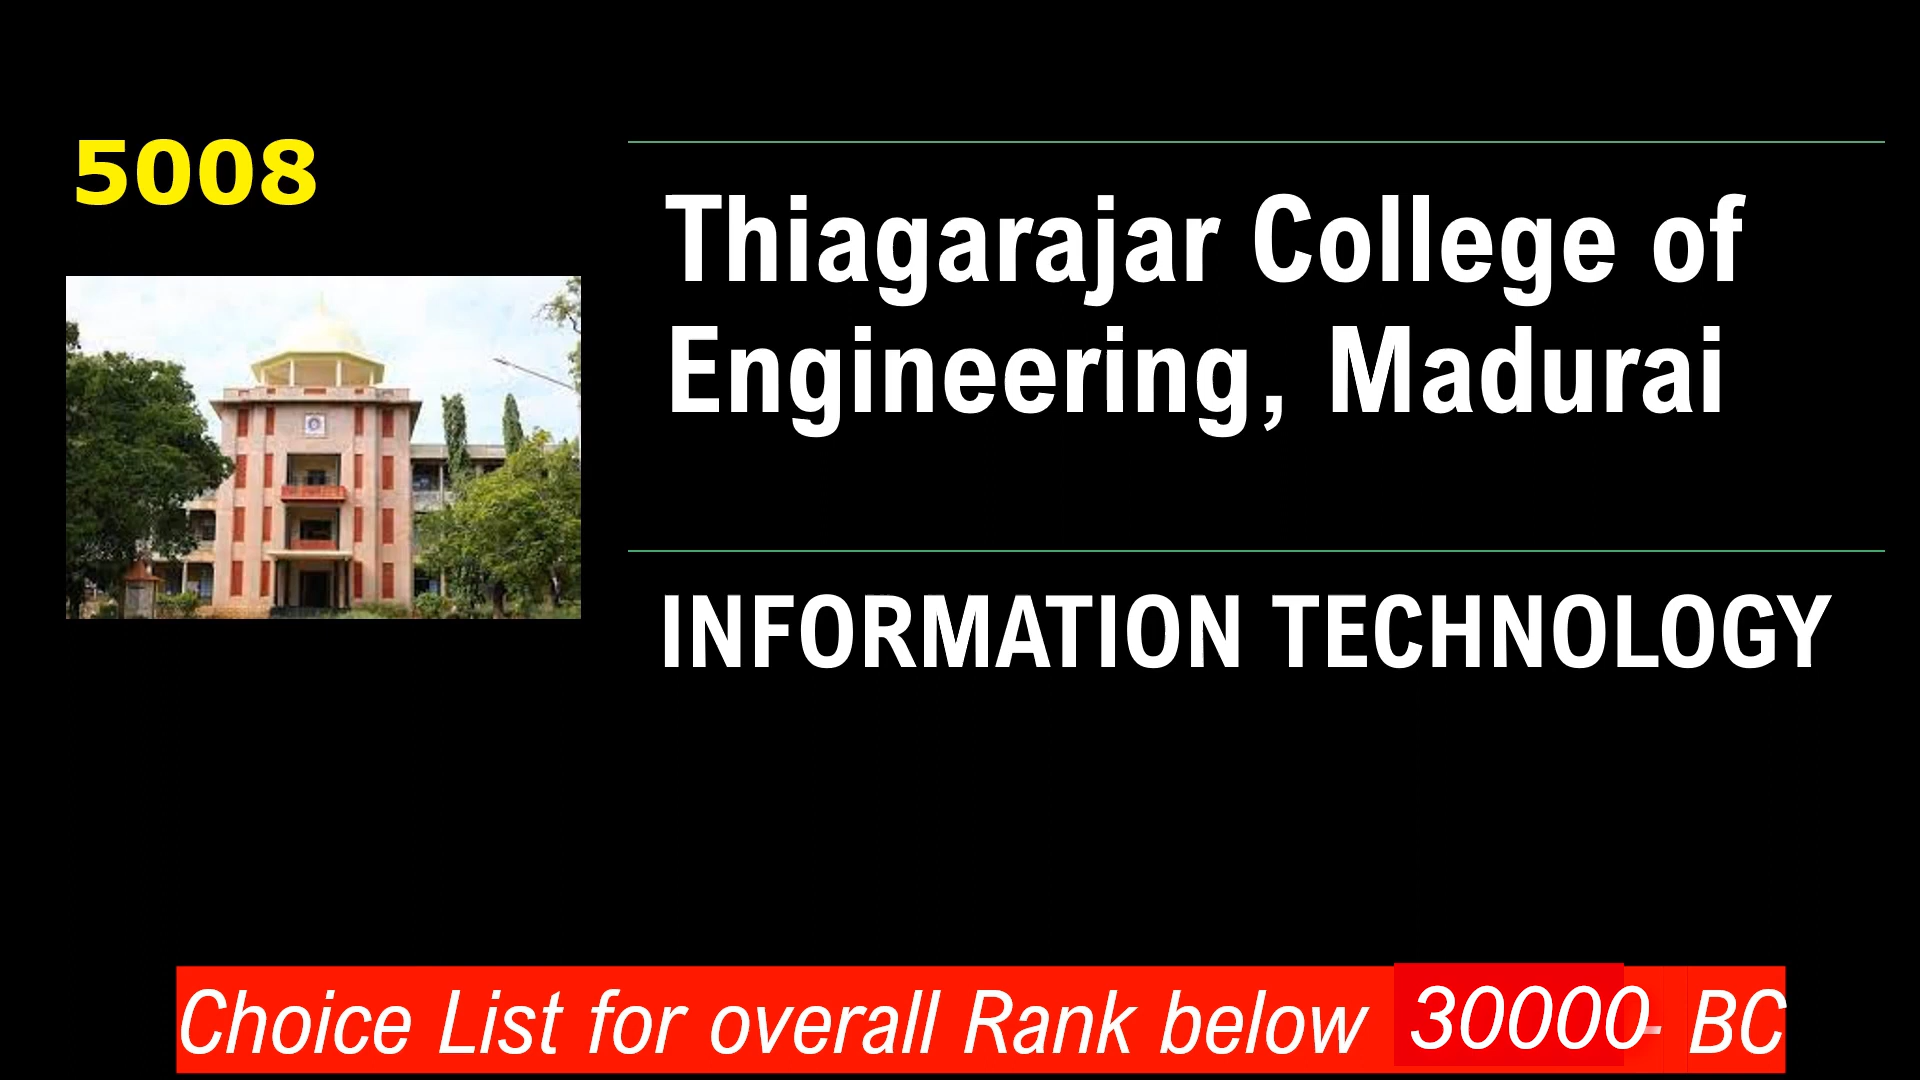 5008
Thiagarajar College of
Engineering, Madurai
INFORMATION TECHNOLOGY
Choice List for overall Rank below 30000- BC